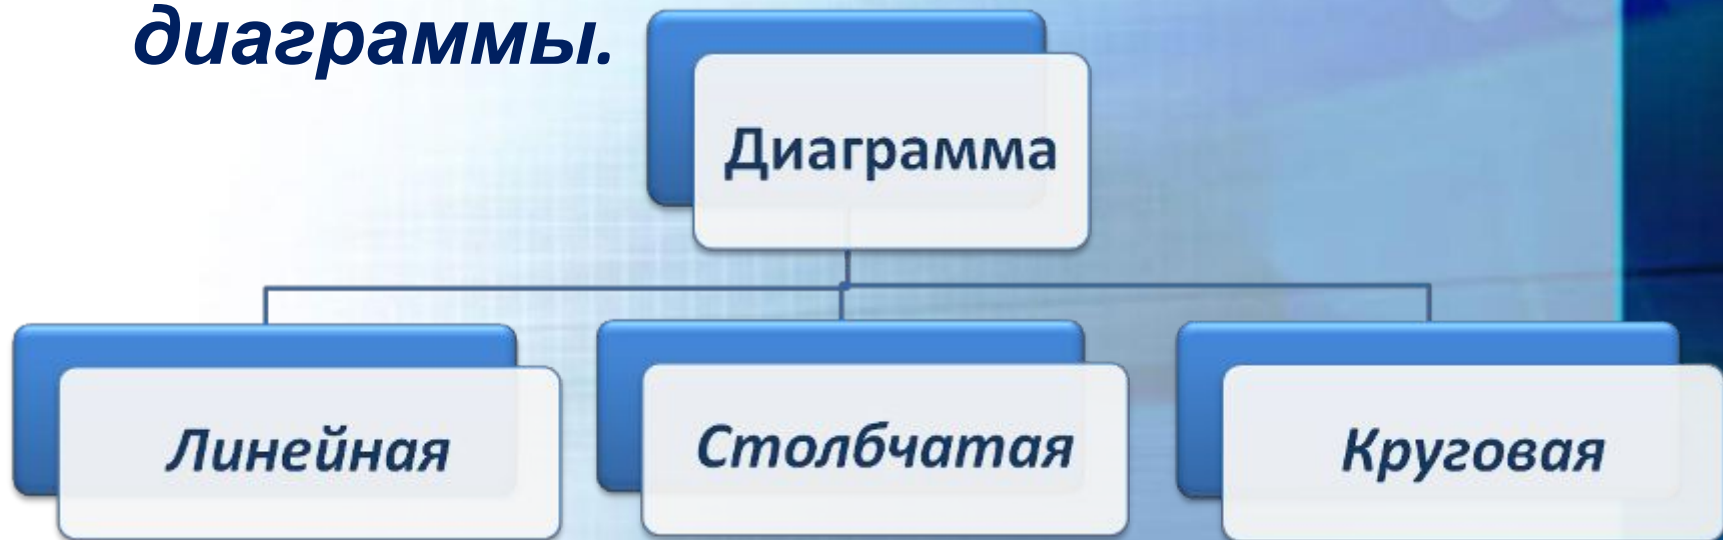 диаграммы.
Диаграмма
Линейная
Столбчатая
Круговая